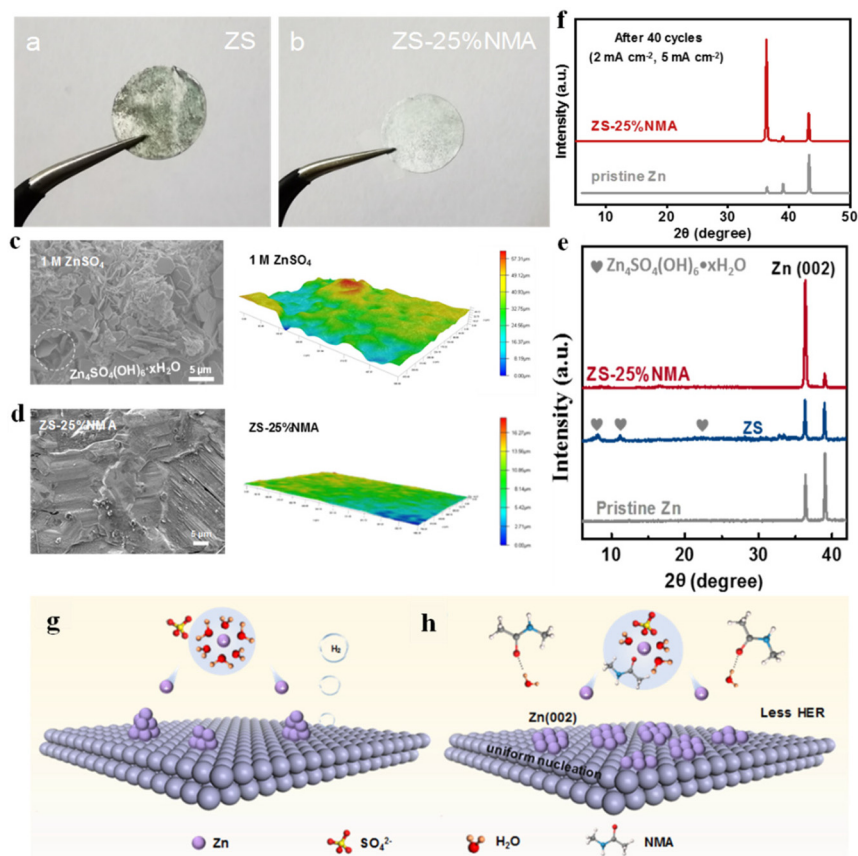 a
ZS
b
ZS-25%NMA
f
After 40 cycles
(2 mA cm-2, 5 mA cm-2)
ZS-25%NMA
pristine Zn
Intensity (a.u.)
10 20 30 40 50
2θ (degree)
c
1 M ZnSO4
Zn4SO4(OH)6·xH2O
5 µm
1 M ZnSO4
57.31µm
49.12µm
40.93µm
32.75µm
24.56µm
16.37µm
8.19µm
0.00µm
d
ZS-25%NMA
5 µm
ZS-25%NMA
16.27µm
10.86µm
8.14µm
5.42µm
2.71µm
0.00µm
e
Zn4SO4(OH)6•xH2O
Zn (002)
ZS-25%NMA
ZS
Pristine Zn
Intensity (a.u.)
10 20 30 40
2θ (degree)
g
H2
h
Zn(002)
Less HER
uniform nucleation
Zn
SO42-
H2O
NMA